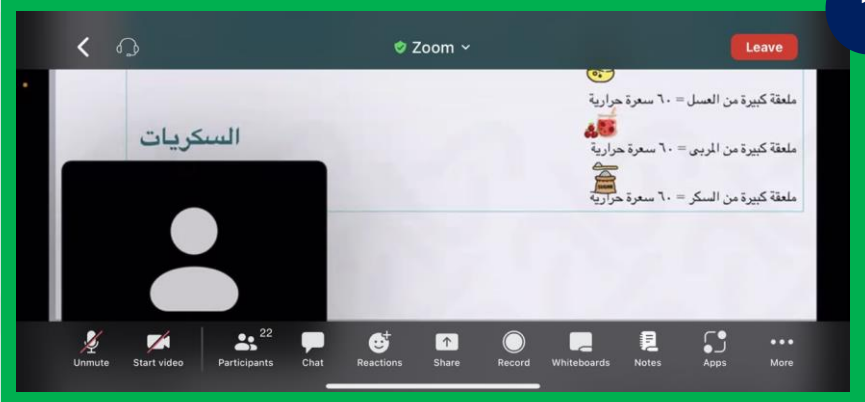 Zoom
Leave
ملعقة كبيرة من العسل = ٦٠ سعرة حرارية
السكريات
ملعقة كبيرة من المربى = ٦٠ سعرة حرارية
ملعقة كبيرة من السكر = ٦٠ سعرة حرارية
22
Unmute
Start video
Participants
Chat
Reactions
Share
Record
Whiteboards
Notes
Apps
More